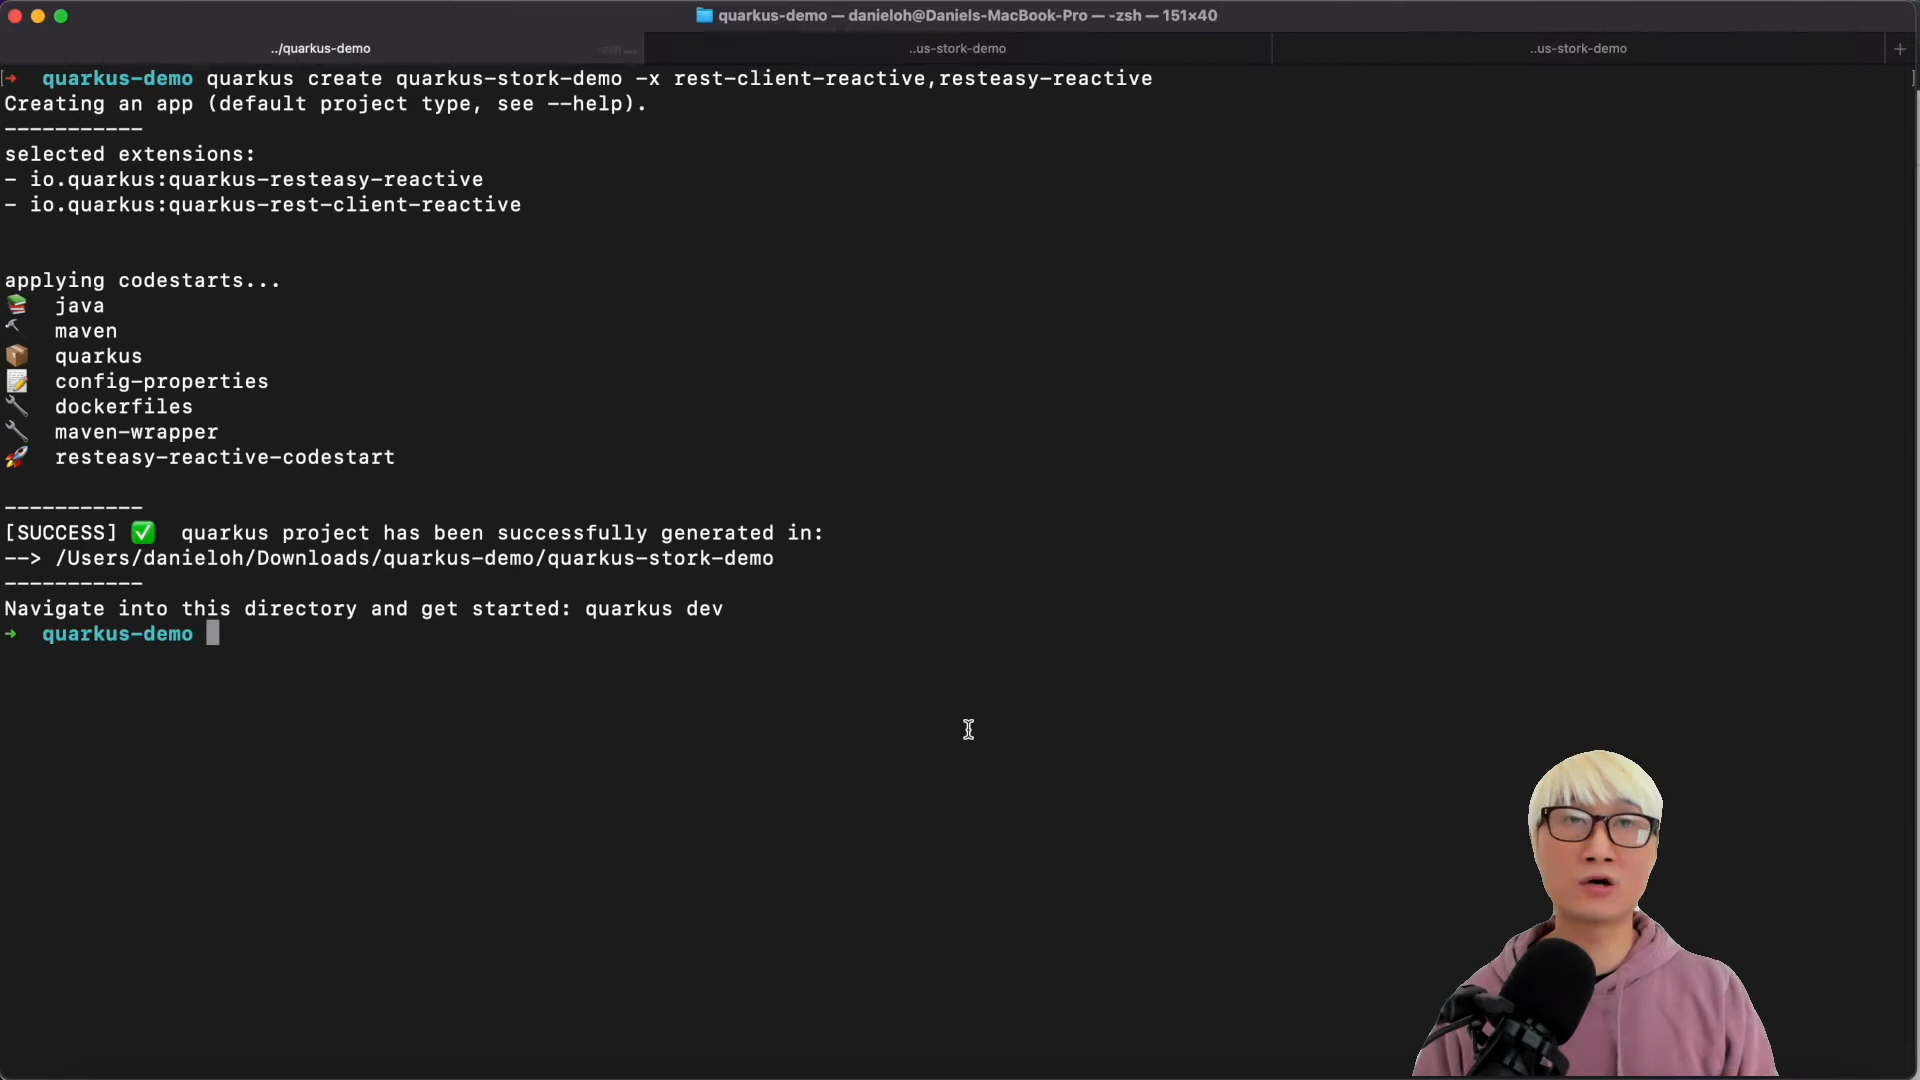 quarkus-demo — danieloh@Daniels-MacBook-Pro — -zsh — 151×40
../quarkus-demo
..us-stork-demo
..us-stork-demo
+
[➜ quarkus-demo quarkus create quarkus-stork-demo -x rest-client-reactive,resteasy-reactive ]
Creating an app (default project type, see --help).
-----------
selected extensions:
- io.quarkus:quarkus-resteasy-reactive
- io.quarkus:quarkus-rest-client-reactive
applying codestarts...
📚 java
🔨 maven
📦 quarkus
📝 config-properties
🔧 dockerfiles
🔧 maven-wrapper
🚀 resteasy-reactive-codestart
-----------
[SUCCESS] ✅ quarkus project has been successfully generated in:
--> /Users/danieloh/Downloads/quarkus-demo/quarkus-stork-demo
-----------
Navigate into this directory and get started: quarkus dev
➜ quarkus-demo